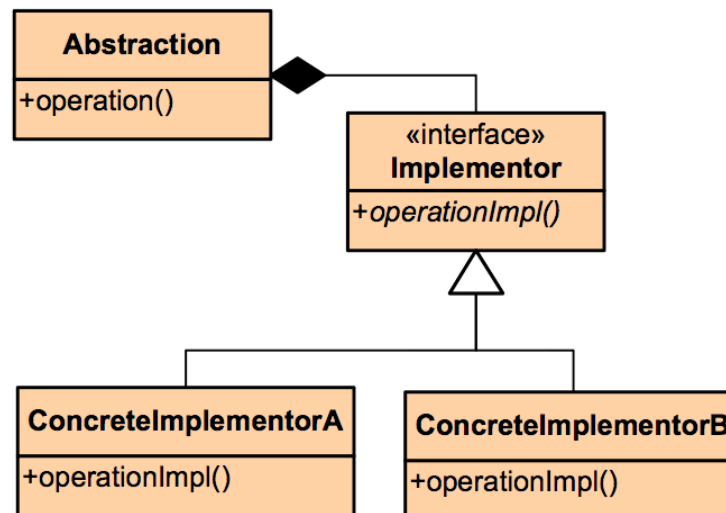 Abstraction
+operation()
«interface»
Implementor
+operationImpl()
ConcreteImplementorA
+operationImpl()
ConcreteImplementorB
+operationImpl()